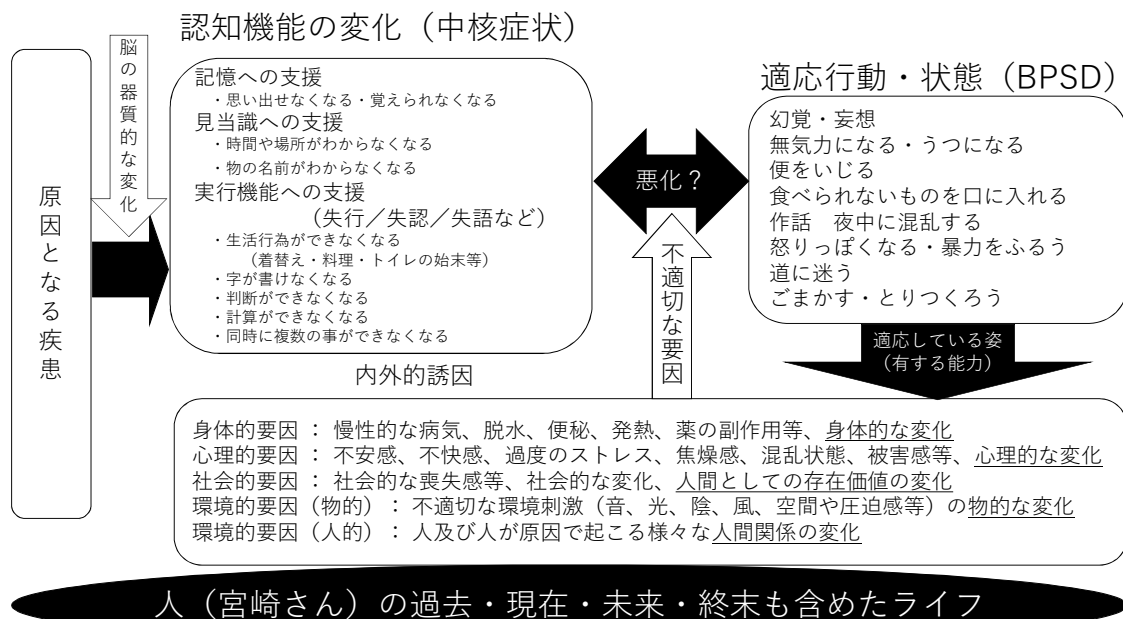 認知機能の変化（中核症状）
脳の器質的な変化
原因となる疾患
記憶への支援
・思い出せなくなる・覚えられなくなる
見当識への支援
・時間や場所がわからなくなる
・物の名前がわからなくなる
実行機能への支援
（失行／失認／失語など）
・生活行為ができなくなる
（着替え・料理・トイレの始末等）
・字が書けなくなる
・判断ができなくなる
・計算ができなくなる
・同時に複数の事ができなくなる
悪化？
不適切な要因
適応行動・状態（BPSD）
幻覚・妄想
無気力になる・うつになる
便をいじる
食べられないものを口に入れる
作話　夜中に混乱する
怒りっぽくなる・暴力をふるう
道に迷う
ごまかす・とりつくろう
適応している姿
（有する能力）
内外的誘因
身体的要因： 慢性的な病気、脱水、便秘、発熱、薬の副作用等、身体的な変化
心理的要因： 不安感、不快感、過度のストレス、焦燥感、混乱状態、被害感等、心理的な変化
社会的要因： 社会的な喪失感等、社会的な変化、人間としての存在価値の変化
環境的要因（物的）： 不適切な環境刺激（音、光、陰、風、空間や圧迫感等）の物的な変化
環境的要因（人的）： 人及び人が原因で起こる様々な人間関係の変化
人（宮崎さん）の過去・現在・未来・終末も含めたライフ